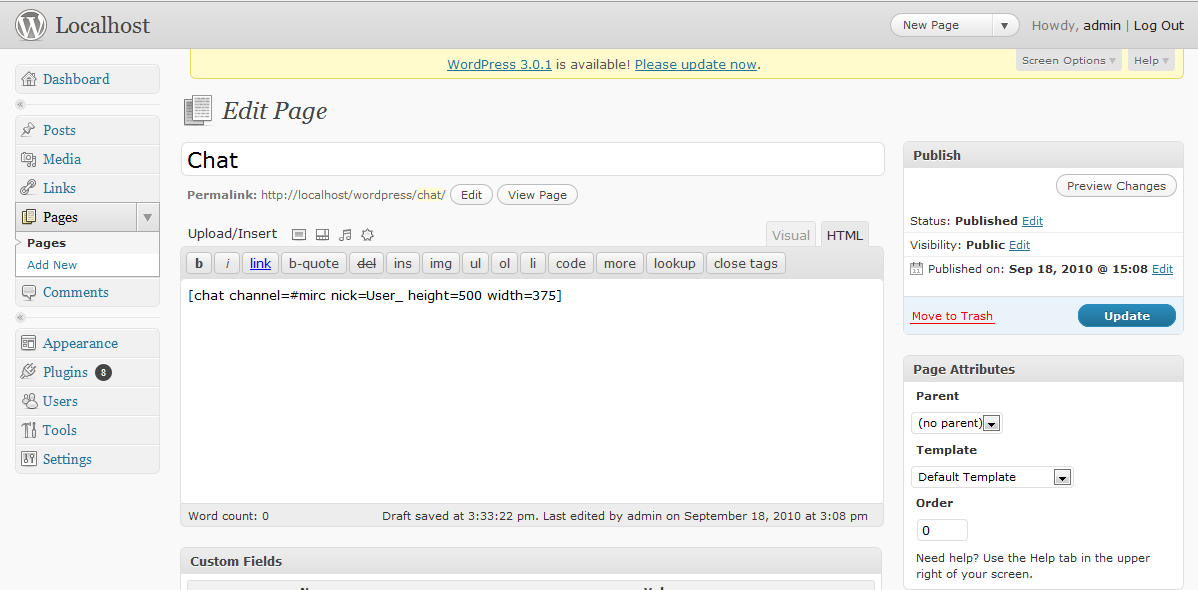 Localhost
New Page
Howdy, admin | Log Out
WordPress 3.0.1 is available! Please update now.
Screen Options
Help
Dashboard
Posts
Media
Links
Pages
Pages
Add New
Comments
Appearance
Plugins 8
Users
Tools
Settings
Edit Page
Chat
Permalink: http://localhost/wordpress/chat/ Edit View Page
Upload/Insert
Visual HTML
b i link b-quote del ins img ul ol li code more lookup close tags
[chat channel=#mirc nick=User_ height=500 width=375]
Word count: 0 Draft saved at 3:33:22 pm. Last edited by admin on September 18, 2010 at 3:08 pm
Custom Fields
Publish
Preview Changes
Status: Published Edit
Visibility: Public Edit
Published on: Sep 18, 2010 @ 15:08 Edit
Move to Trash Update
Page Attributes
Parent
(no parent)
Template
Default Template
Order
0
Need help? Use the Help tab in the upper
right of your screen.